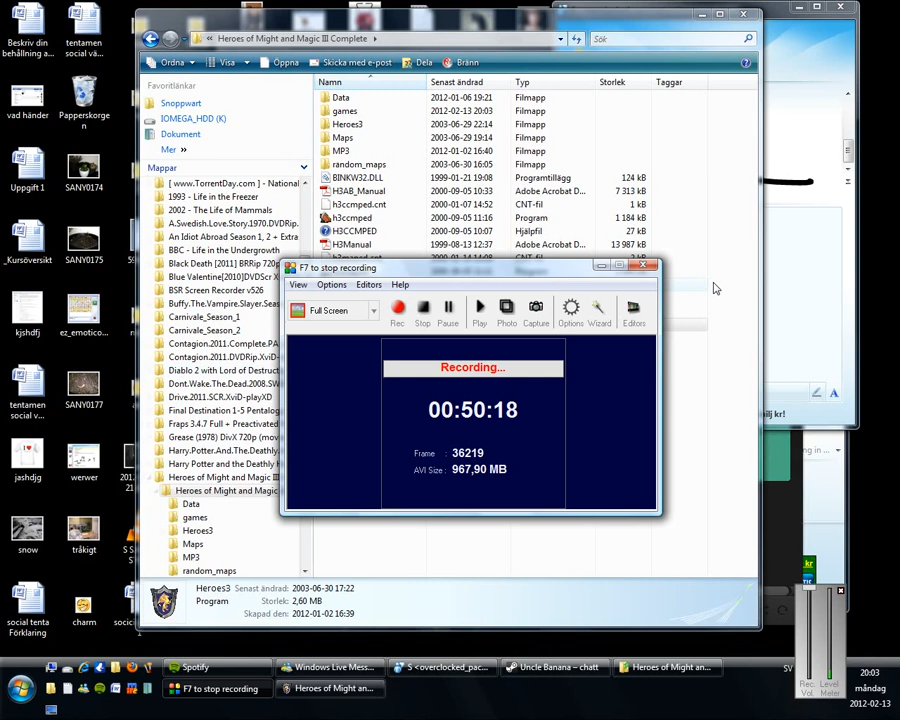 Beskriv din
behållning a...
tentamen
social vä...
vad händer
Papperskorge
n
Uppgift 1
SANY0174
_Kursöversikt
SANY0175
kjshdfj
ez_emotico...
tentamen
social v...
SANY0177
jashdjg
werwer
snow
tråkigt
social tenta
Förklaring
charm
Heroes of Might and Magic III Complete
Sök
Ordna
Visa
Öppna
Skicka med e-post
Dela
Bränn
Favoritlänkar
Snoppwart
IOMEGA_HDD (K)
Dokument
Mer »
Mappar
[ www.TorrentDay.com ] - National
1993 - Life in the Freezer
2002 - The Life of Mammals
A.Swedish.Love.Story.1970.DVDRip.
An Idiot Abroad Season 1, 2 + Extra
BBC - Life in the Undergrowth
Black Death [2011] BRRip 720p
Blue Valentine[2010]DVDScr X
BSR Screen Recorder v526
Buffy.The.Vampire.Slayer.Season
Carnivale_Season_1
Carnivale_Season_2
Contagion.2011.Complete.PA
Contagion.2011.DVDRip.XviD-
Diablo 2 with Lord of Destruct
Dont.Wake.The.Dead.2008.SW
Drive.2011.SCR.XviD-playXD
Final Destination 1-5 Pentalog
Fraps 3.4.7 Full + Preactivated
Grease (1978) DivX 720p (mov
Harry.Potter.And.The.Deathly.
Harry Potter and the Deathly H
Heroes of Might and Magic III
Heroes of Might and Magic
Data
games
Heroes3
Maps
MP3
random_maps
Namn Senast ändrad Typ Storlek Taggar
Data 2012-01-06 19:21 Filmapp
games 2012-02-13 20:03 Filmapp
Heroes3 2003-06-29 22:14 Filmapp
Maps 2003-06-29 19:14 Filmapp
MP3 2012-01-02 16:40 Filmapp
random_maps 2003-06-30 16:05 Filmapp
BINKW32.DLL 1999-01-21 19:08 Programtillägg 124 kB
H3AB_Manual 2000-09-05 10:33 Adobe Acrobat D... 7 313 kB
h3ccmped.cnt 2000-01-07 14:52 CNT-fil 1 kB
h3ccmped 2000-09-05 11:16 Program 1 184 kB
H3CCMPED 2000-09-05 10:40 Hjälpfil 27 kB
H3Manual 1999-08-13 12:37 Adobe Acrobat D... 13 987 kB
F7 to stop recording
View Options Editors Help
Full Screen
Rec Stop Pause Play Photo Capture Options Wizard Editors
Recording...
00:50:18
Frame : 36219
AVI Size : 967,90 MB
Heroes3 Senast ändrad: 2003-06-30 17:22
Program Storlek: 2,60 MB
Skapad den: 2012-01-02 16:39
Rec. Vol.
Level Meter
Spotify
Windows Live Mess...
S <overclocked_pac...
Uncle Banana – chatt
Heroes of Might an...
F7 to stop recording
Heroes of Might an...
SV
20:03
måndag
2012-02-13